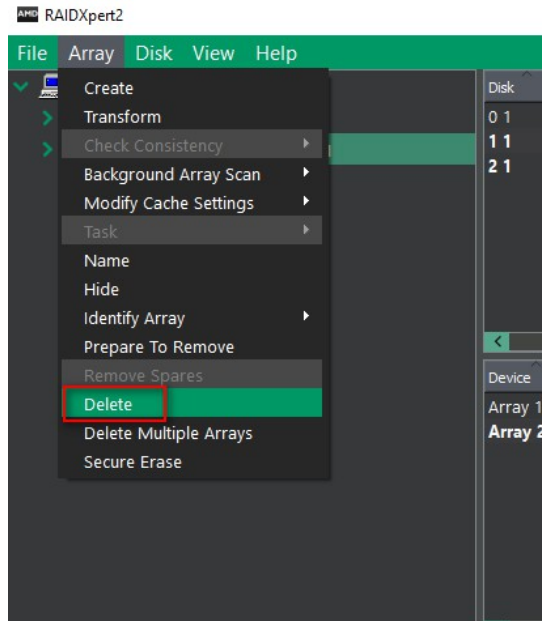 AMD RAIDXpert2
File Array Disk View Help
Create
Transform
Check Consistency
Background Array Scan
Modify Cache Settings
Task
Name
Hide
Identify Array
Prepare To Remove
Remove Spares
Delete
Delete Multiple Arrays
Secure Erase
Disk
0 1
1 1
2 1
Device
Array 1
Array 2